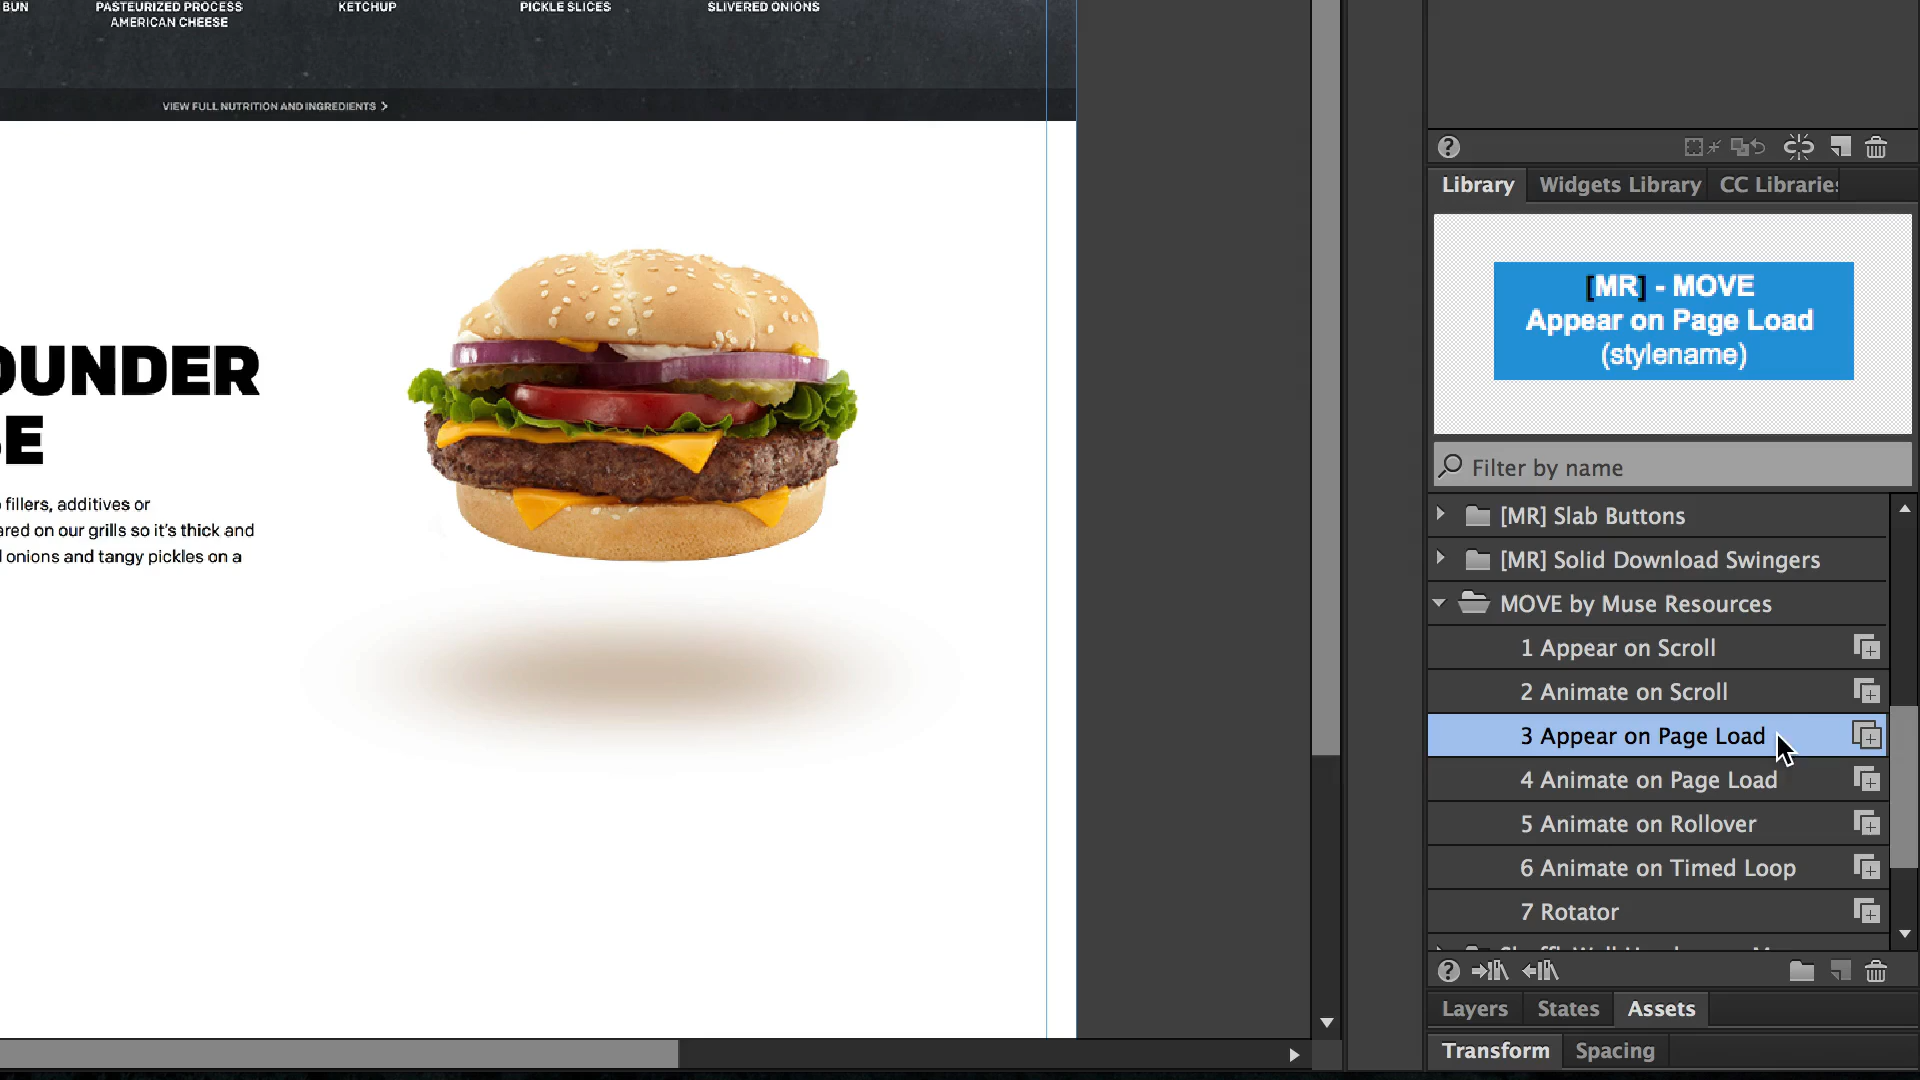 BUN
PASTEURIZED PROCESS
AMERICAN CHEESE
KETCHUP
PICKLE SLICES
SLIVERED ONIONS
VIEW FULL NUTRITION AND INGREDIENTS >
OUNDER
SE
fillers, additives or
ared on our grills so it's thick and
onions and tangy pickles on a
Library
Widgets Library
CC Libraries
[MR] - MOVE
Appear on Page Load
(stylename)
Filter by name
[MR] Slab Buttons
[MR] Solid Download Swingers
MOVE by Muse Resources
1 Appear on Scroll
2 Animate on Scroll
3 Appear on Page Load
4 Animate on Page Load
5 Animate on Rollover
6 Animate on Timed Loop
7 Rotator
Layers
States
Assets
Transform
Spacing